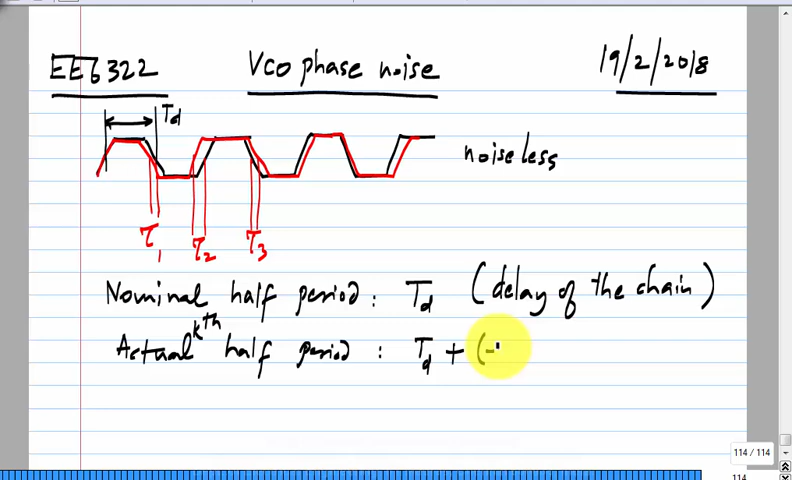 EE6322 VCO phase noise 19/2/2018
Td
noiseless
τ1 τ2 τ3
Nominal half period : Td (delay of the chain)
Actual kth half period : Td + (-
114 / 114
114